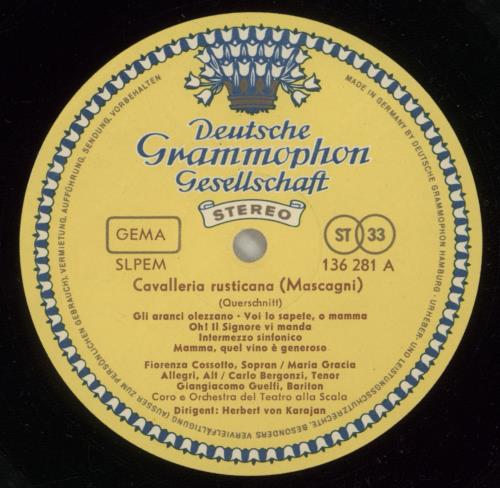 Deutsche
Grammophon
Gesellschaft
STEREO
GEMA
ST 33
SLPEM
136 281 A
Cavalleria rusticana (Mascagni)
(Querschnitt)
Gli aranci olezzano - Voi lo sapete, o mamma
Oh! Il Signore vi manda
Intermezzo sinfonico
Mamma, quel vino è generoso
Fiorenza Cossotto, Sopran / Maria Gracia
Allegri, Alt / Carlo Bergonzi, Tenor
Giangiacomo Guelfi, Bariton
Coro e Orchestra del Teatro alla Scala
Dirigent: Herbert von Karajan
MADE IN GERMANY BY DEUTSCHE GRAMMOPHON HAMBURG · URHEBER- UND LEISTUNGSSCHUTZRECHTE, BESONDERS VERVIELFÄLTIGUNG (AUSSER ZUM PERSÖNLICHEN GEBRAUCH), VERMIETUNG, AUFFÜHRUNG, SENDUNG, VORBEHALTEN